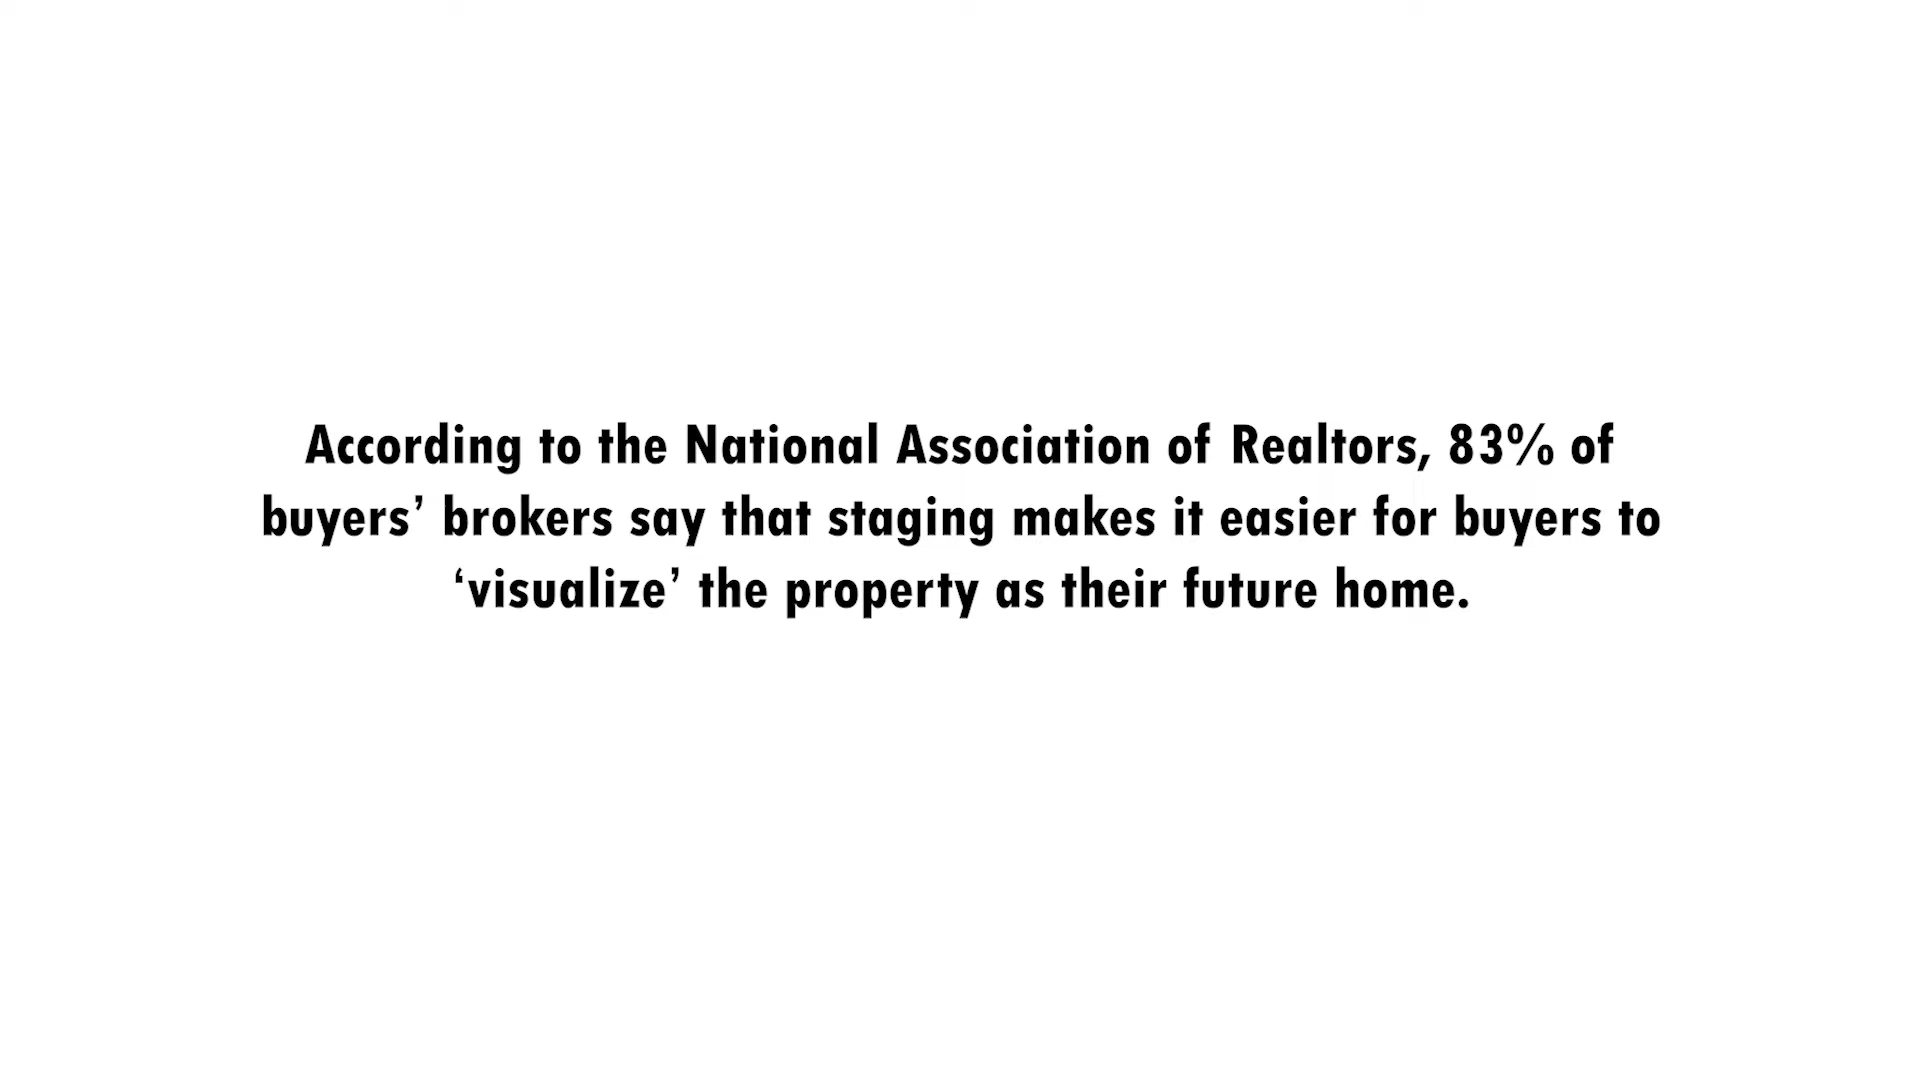 According to the National Association of Realtors, 83% of
buyers’ brokers say that staging makes it easier for buyers to
‘visualize’ the property as their future home.